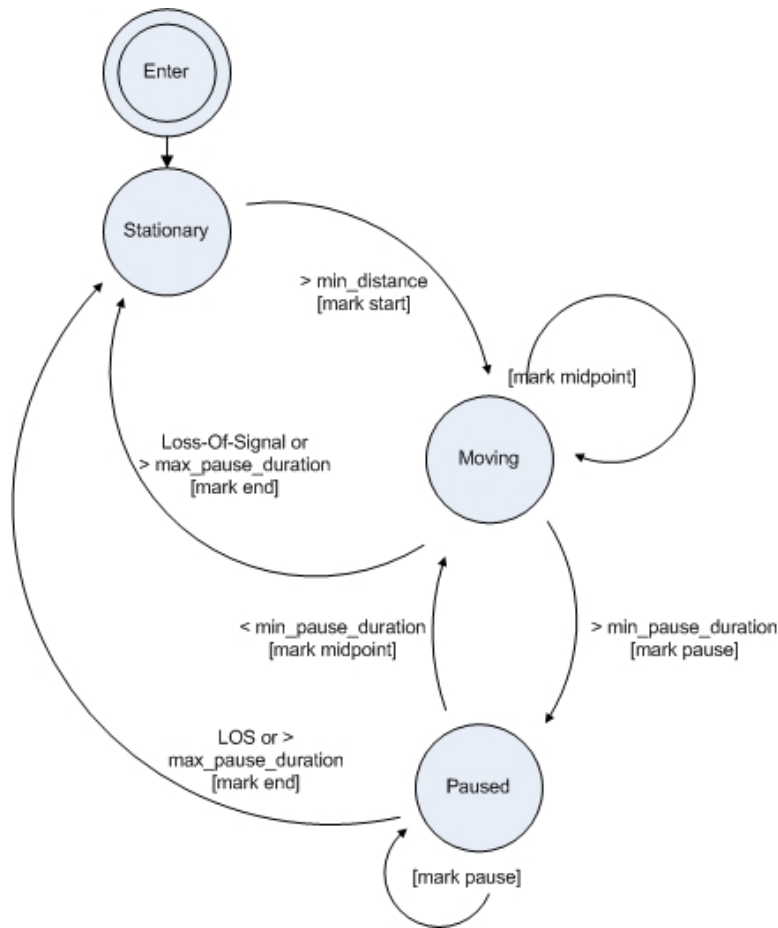 Enter
Stationary
> min_distance
[mark start]
[mark midpoint]
Moving
Loss-Of-Signal or
> max_pause_duration
[mark end]
< min_pause_duration
[mark midpoint]
> min_pause_duration
[mark pause]
LOS or >
max_pause_duration
[mark end]
Paused
[mark pause]